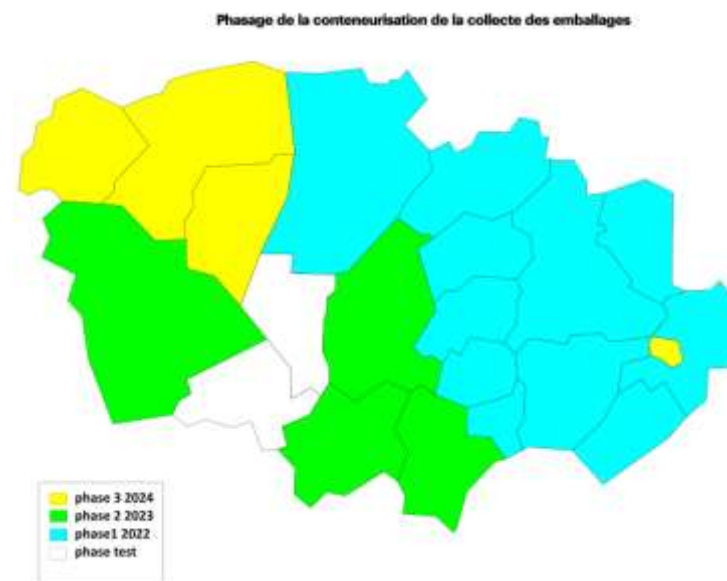 Phasage de la conteneurisation de la collecte des emballages
phase 3 2024
phase 2 2023
phase1 2022
phase test